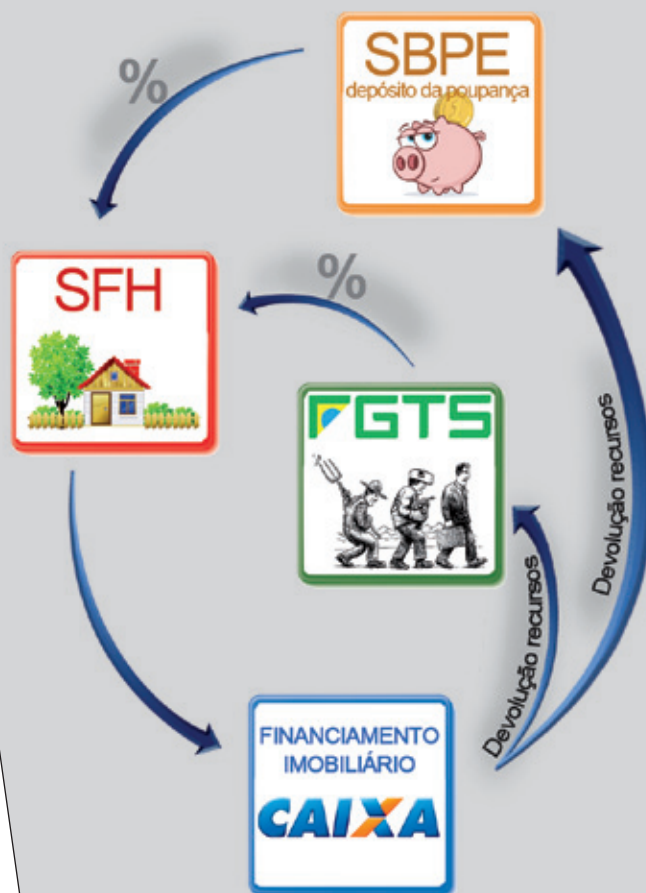 SBPE
depósito da poupança
%
SFH
%
FGTS
Devolução recursos
Devolução recursos
FINANCIAMENTO
IMOBILIÁRIO
CAIXA